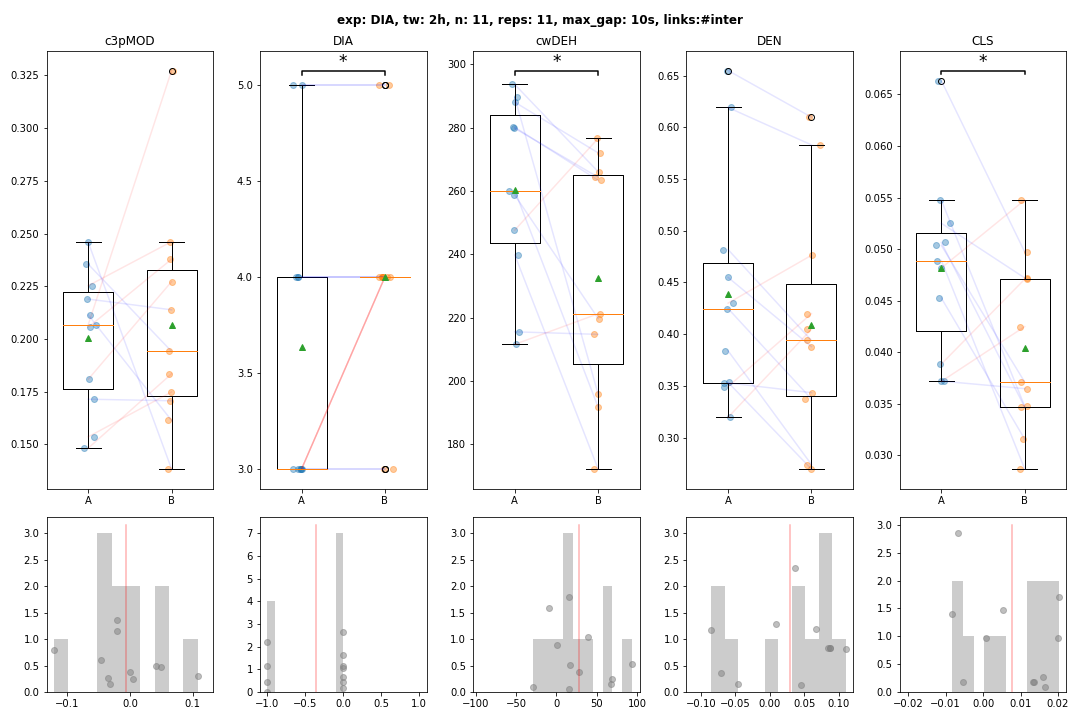 exp: DIA, tw: 2h, n: 11, reps: 11, max_gap: 10s, links:#inter
c3pMOD DIA cwDEH DEN CLS
* * *
0.325 0.300 0.275 0.250 0.225 0.200 0.175 0.150
5.0 4.5 4.0 3.5 3.0
300 280 260 240 220 200 180
0.65 0.60 0.55 0.50 0.45 0.40 0.35 0.30
0.065 0.060 0.055 0.050 0.045 0.040 0.035 0.030
A B A B A B A B A B
3.0 2.5 2.0 1.5 1.0 0.5 0.0
7 6 5 4 3 2 1 0
3.0 2.5 2.0 1.5 1.0 0.5 0.0
3.0 2.5 2.0 1.5 1.0 0.5 0.0
3.0 2.5 2.0 1.5 1.0 0.5 0.0
−0.1 0.0 0.1
−1.0 −0.5 0.0 0.5 1.0
−100 −50 0 50 100
−0.10 −0.05 0.00 0.05 0.10
−0.02 −0.01 0.00 0.01 0.02